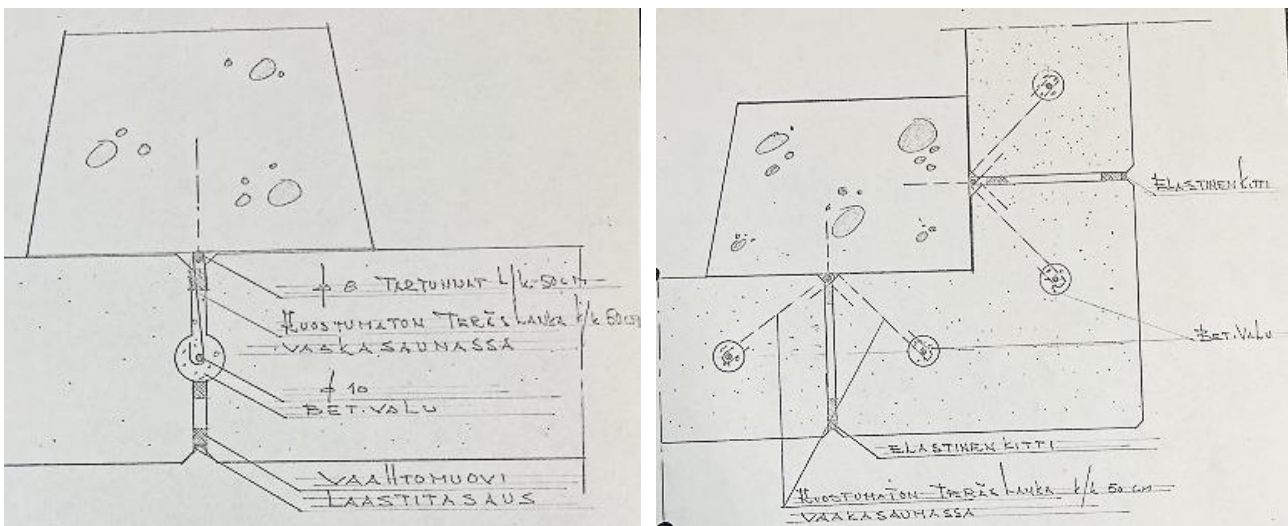 ϕ 8 TARTUNNAT k/k 50 CM
RUOSTUMATON TERÄSLANKA k/k 50 CM
VAAKASAUNASSA
ϕ 10
BET.VALU
VAAHTOMUOVI
LAASTITASAUS
ELASTINEN KITTI
BET.VALU
ELASTINEN KITTI
RUOSTUMATON TERÄSLANKA k/k 50 CM
VAAKASAUMASSA